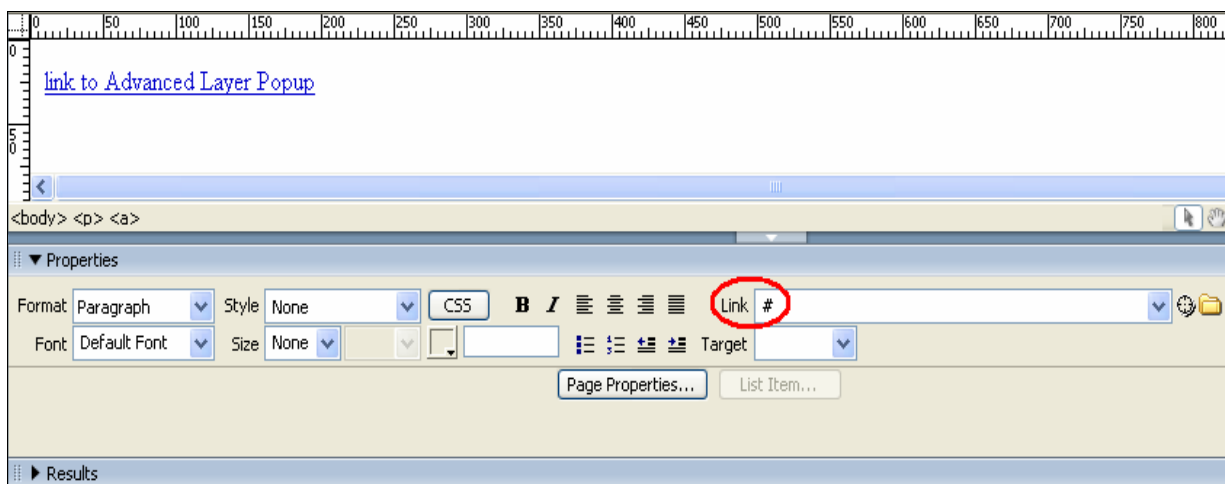 0 50 100 150 200 250 300 350 400 450 500 550 600 650 700 750 800
0
link to Advanced Layer Popup
50
<body> <p> <a>
Properties
Format Paragraph Style None CSS B I Link #
Font Default Font Size None Target
Page Properties... List Item...
Results